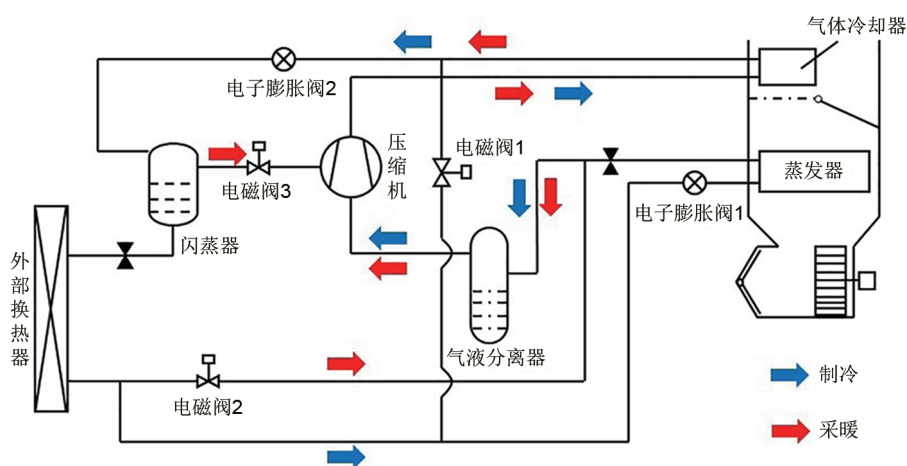 气体冷却器
电子膨胀阀2
压缩机
电磁阀1
电磁阀3
蒸发器
电子膨胀阀1
闪蒸器
外部换热器
气液分离器
电磁阀2
制冷
采暖